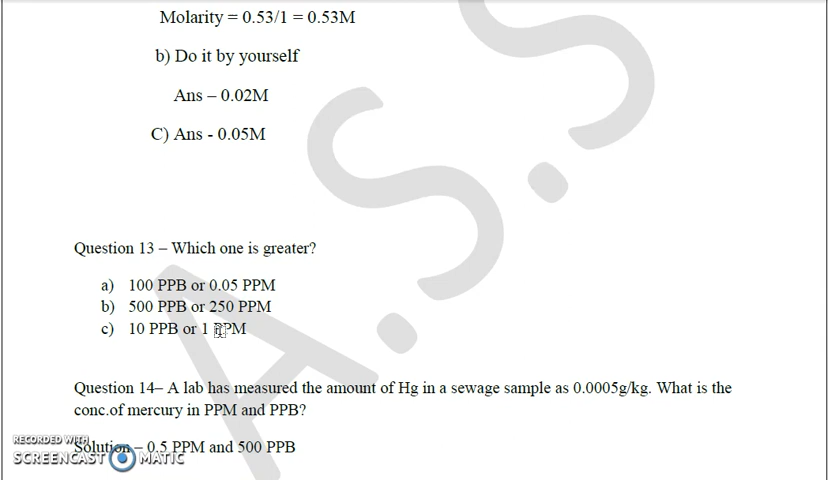 Molarity = 0.53/1 = 0.53M
b) Do it by yourself
Ans – 0.02M
C) Ans - 0.05M
Question 13 – Which one is greater?
a) 100 PPB or 0.05 PPM
b) 500 PPB or 250 PPM
c) 10 PPB or 1 PPM
Question 14– A lab has measured the amount of Hg in a sewage sample as 0.0005g/kg. What is the
conc.of mercury in PPM and PPB?
Solution – 0.5 PPM and 500 PPB
RECORDED WITH
SCREENCAST MATIC
A.S.S